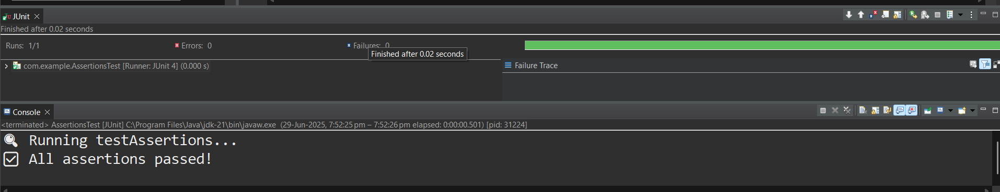 JUnit
Finished after 0.02 seconds
Runs: 1/1 Errors: 0 Failures: 0
Finished after 0.02 seconds
com.example.AssertionsTest [Runner: JUnit 4] (0.000 s)
Failure Trace
Console
<terminated> AssertionsTest [JUnit] C:\Program Files\Java\jdk-21\bin\javaw.exe (29-Jun-2025, 7:52:25 pm – 7:52:26 pm elapsed: 0:00:00.501) [pid: 31224]
Running testAssertions...
All assertions passed!